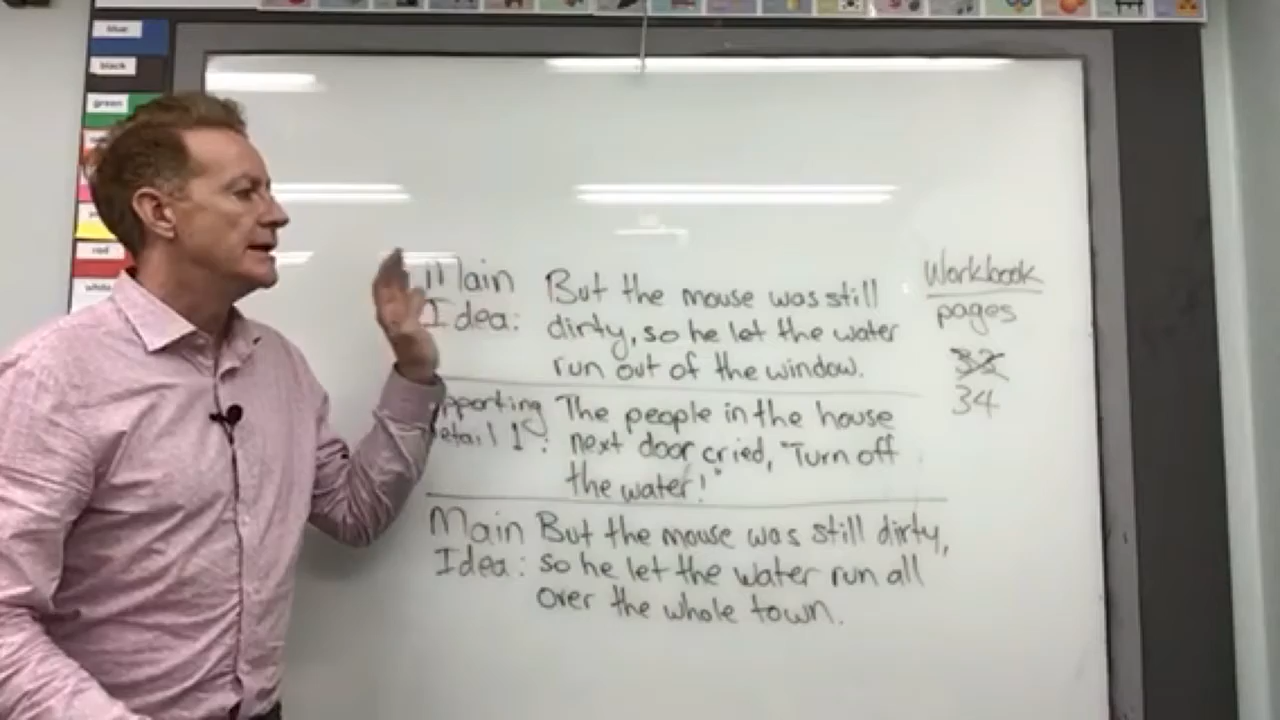 blue
black
green
red
white
Main
Idea:
But the mouse was still
dirty, so he let the water
run out of the window.
pporting
etail 1:
The people in the house
next door cried, "Turn off
the water!"
Main
Idea:
But the mouse was still dirty,
so he let the water run all
over the whole town.
Workbook
pages
33
34